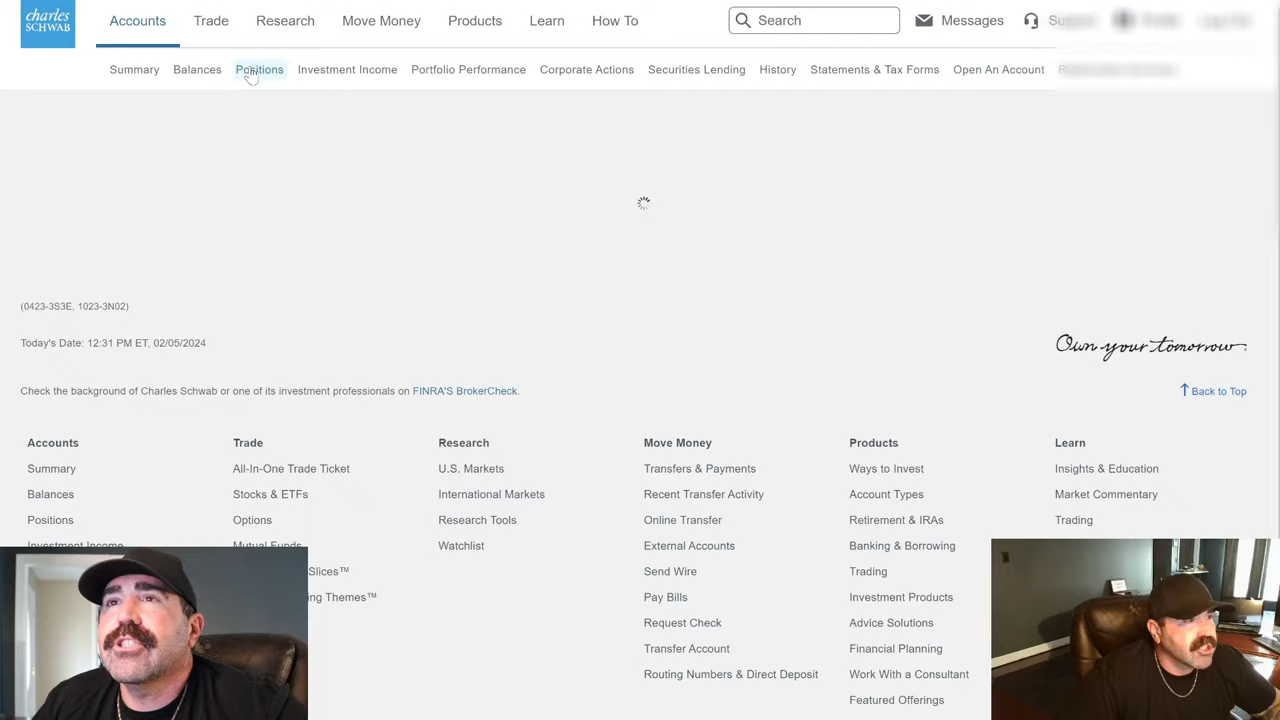 charles
SCHWAB
Accounts Trade Research Move Money Products Learn How To Search Messages
Summary Balances Positions Investment Income Portfolio Performance Corporate Actions Securities Lending History Statements & Tax Forms Open An Account
(0423-3S3E, 1023-3N02)
Today's Date: 12:31 PM ET, 02/05/2024
Own your tomorrow.
Check the background of Charles Schwab or one of its investment professionals on FINRA'S BrokerCheck.
Back to Top
Accounts Trade Research Move Money Products Learn
Summary All-In-One Trade Ticket U.S. Markets Transfers & Payments Ways to Invest Insights & Education
Balances Stocks & ETFs International Markets Recent Transfer Activity Account Types Market Commentary
Positions Options Research Tools Online Transfer Retirement & IRAs Trading
Investment Income Mutual Funds Watchlist External Accounts Banking & Borrowing
Slices™ Send Wire Trading
ing Themes™ Pay Bills Investment Products
Request Check Advice Solutions
Transfer Account Financial Planning
Routing Numbers & Direct Deposit Work With a Consultant
Featured Offerings